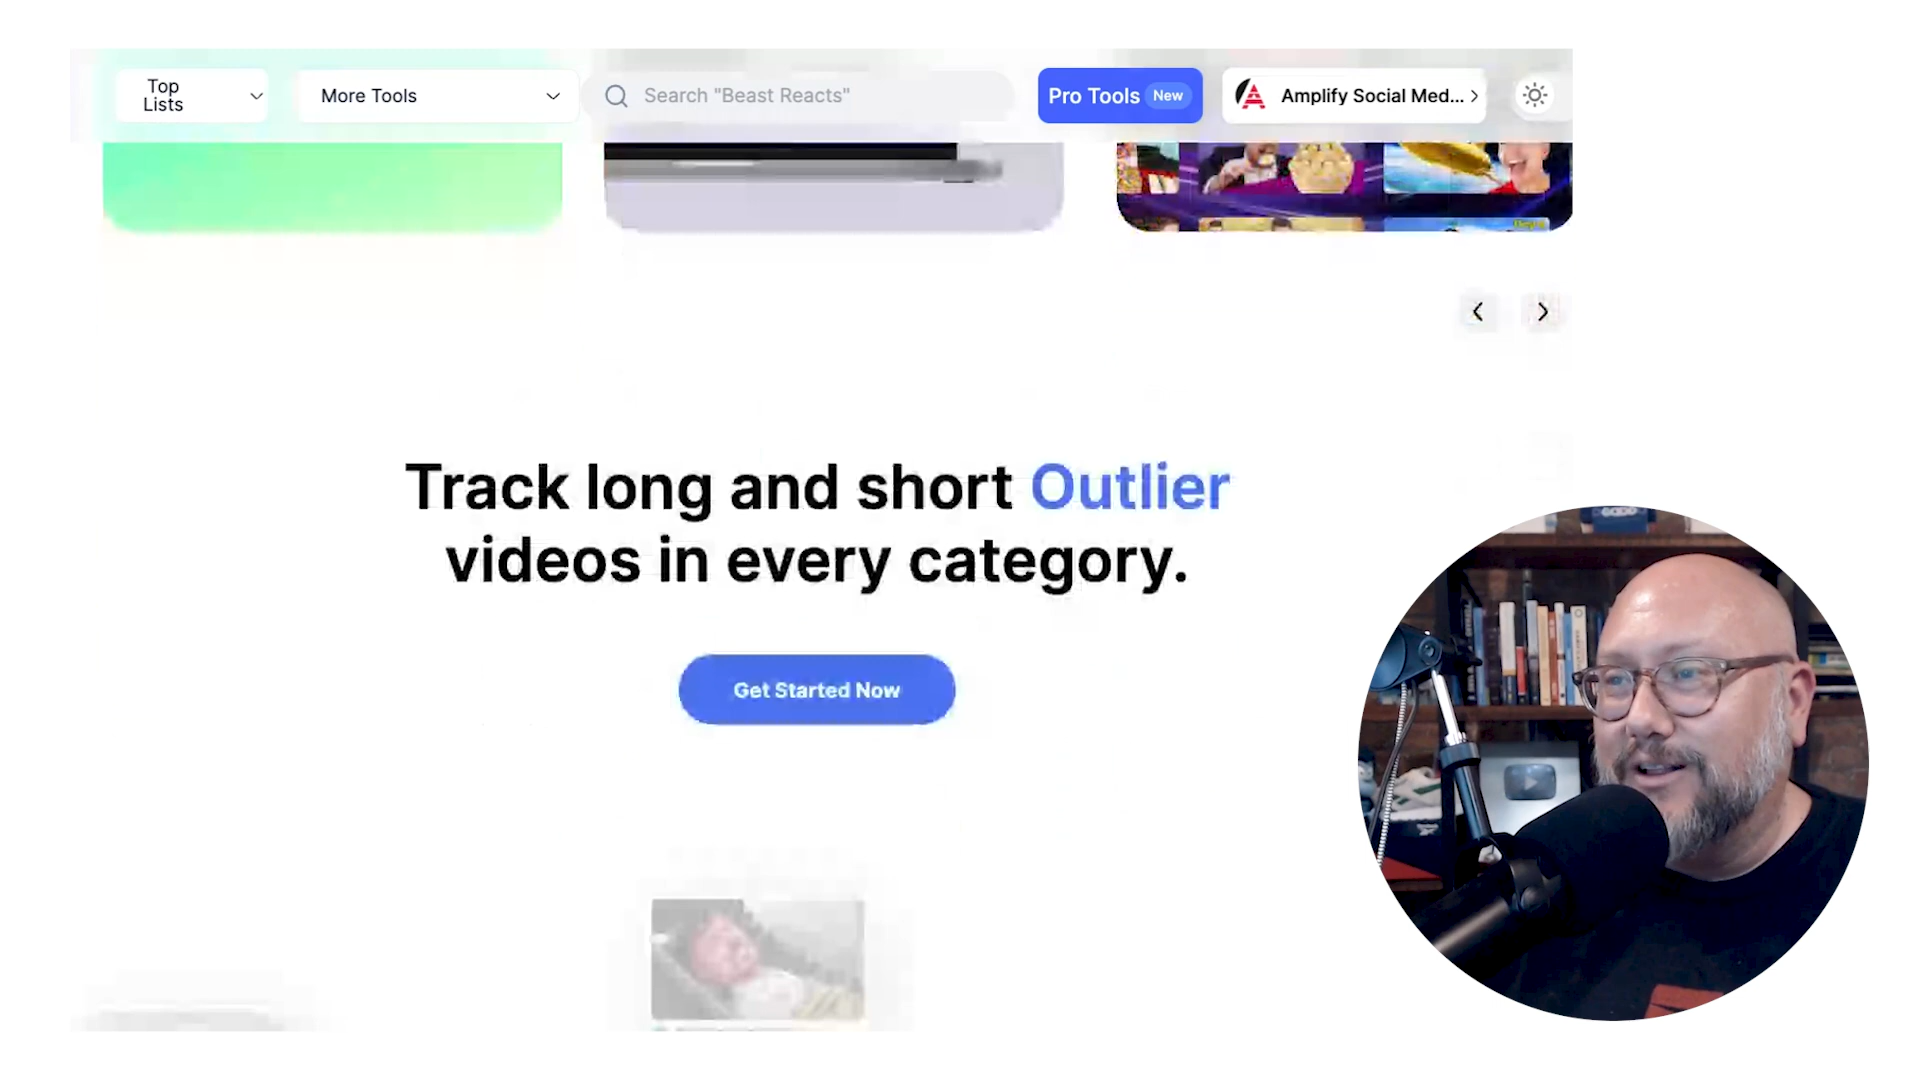 Top
Lists
More Tools
Search "Beast Reacts"
Pro Tools New
Amplify Social Med...
Track long and short Outlier
videos in every category.
Get Started Now